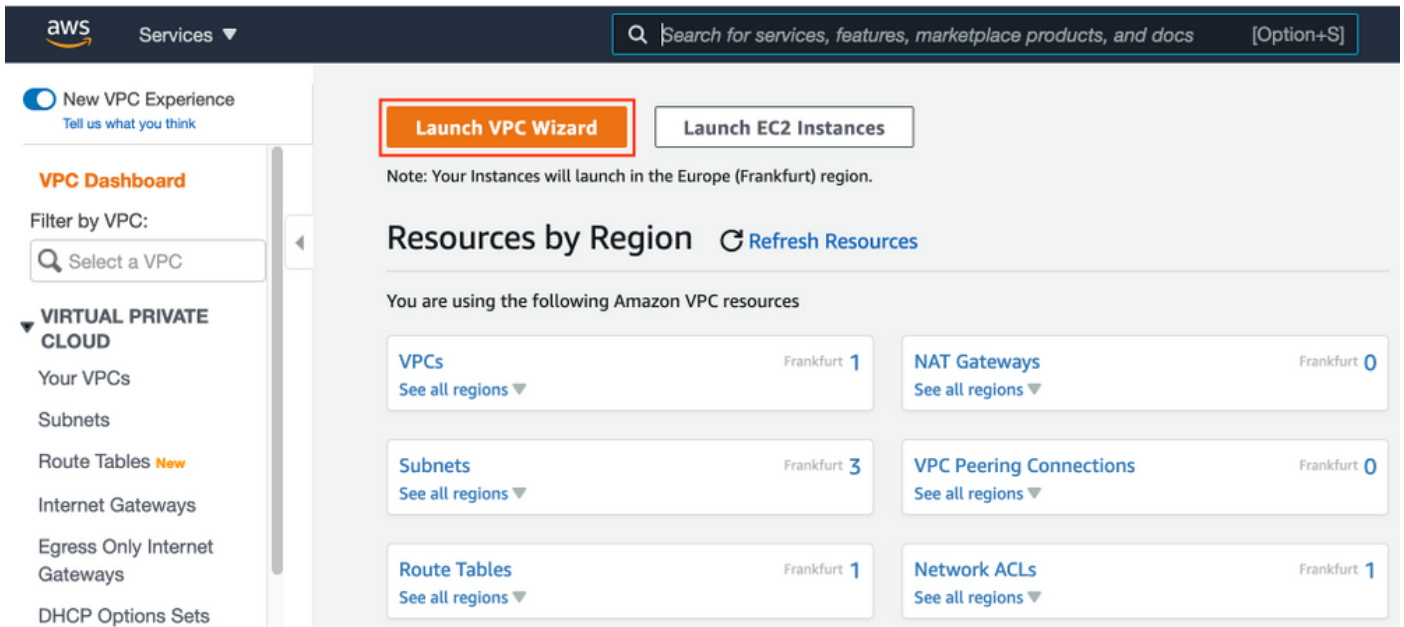 aws
Services ▼
Search for services, features, marketplace products, and docs
[Option+S]
New VPC Experience
Tell us what you think
VPC Dashboard
Filter by VPC:
Select a VPC
VIRTUAL PRIVATE
CLOUD
Your VPCs
Subnets
Route Tables New
Internet Gateways
Egress Only Internet
Gateways
DHCP Options Sets
Launch VPC Wizard
Launch EC2 Instances
Note: Your Instances will launch in the Europe (Frankfurt) region.
Resources by Region
Refresh Resources
You are using the following Amazon VPC resources
VPCs
Frankfurt 1
See all regions ▼
NAT Gateways
Frankfurt 0
See all regions ▼
Subnets
Frankfurt 3
See all regions ▼
VPC Peering Connections
Frankfurt 0
See all regions ▼
Route Tables
Frankfurt 1
See all regions ▼
Network ACLs
Frankfurt 1
See all regions ▼